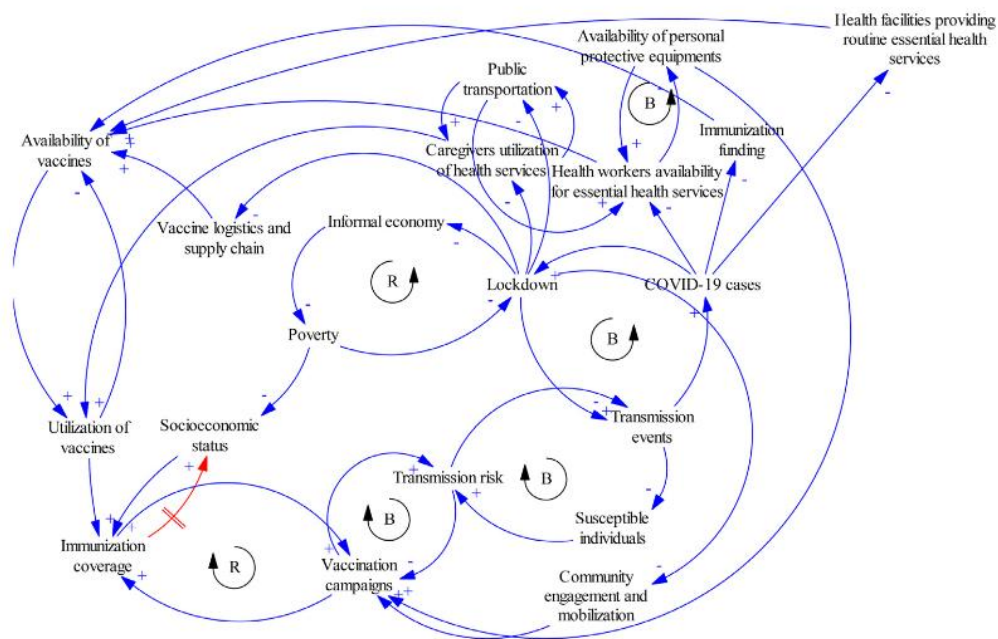 Health facilities providing
routine essential health
services
Availability of personal
protective equipments
Public
transportation
Immunization
funding
Availability of
vaccines
Caregivers utilization
of health services
Health workers availability
for essential health services
Vaccine logistics and
supply chain
Informal economy
Lockdown
COVID-19 cases
Poverty
Utilization of
vaccines
Socioeconomic
status
Transmission
events
Transmission risk
Susceptible
individuals
Immunization
coverage
Vaccination
campaigns
Community
engagement and
mobilization
B
R
B
B
B
R